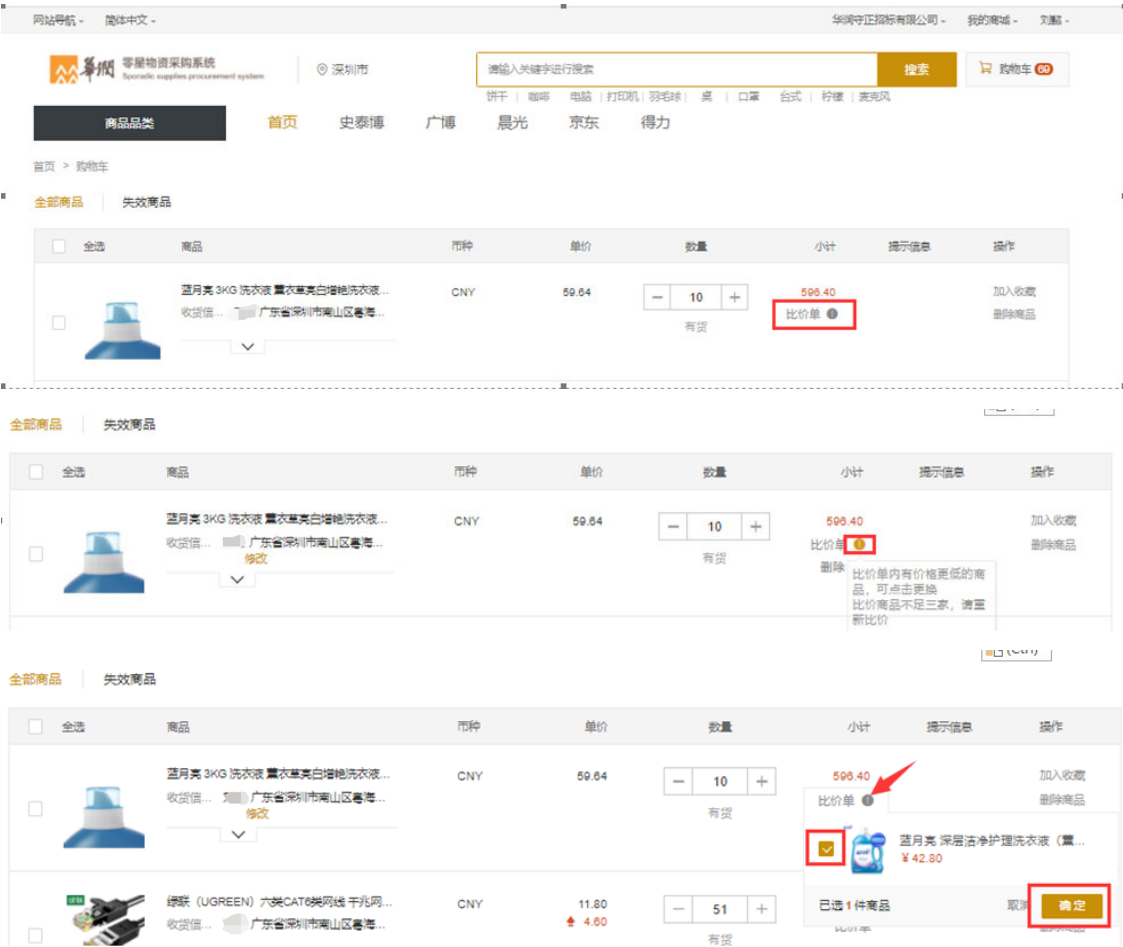 网站导航 简体中文 华润守正招标有限公司 我的商城
華潤 零星物资采购系统
Sporadic supplies procurement system
深圳市
请输入关键字进行搜索 搜索 购物车 69
饼干 | 咖啡 电脑 | 打印机 | 羽毛球 | 桌 | 口罩 台式 | 柠檬 | 麦克风
商品品类 首页 史泰博 广博 晨光 京东 得力
首页 > 购物车
全部商品 失效商品
全选 商品 币种 单价 数量 小计 提示信息 操作
蓝月亮 3KG 洗衣液 薰衣草亮白增艳洗衣液... CNY 59.64 − 10 + 596.40 加入收藏
收货信... 广东省深圳市南山区粤海... 有货 比价单 删除商品
全部商品 失效商品
全选 商品 币种 单价 数量 小计 提示信息 操作
蓝月亮 3KG 洗衣液 薰衣草亮白增艳洗衣液... CNY 59.64 − 10 + 596.40 加入收藏
收货信... 广东省深圳市南山区粤海... 有货 比价单 删除商品
修改
删除
比价单内有价格更低的商
品，可点击更换
比价商品不足三家，请重
新比价
全部商品 失效商品
全选 商品 币种 单价 数量 小计 提示信息 操作
蓝月亮 3KG 洗衣液 薰衣草亮白增艳洗衣液... CNY 59.64 − 10 + 596.40 加入收藏
收货信... 广东省深圳市南山区粤海... 有货 比价单 删除商品
修改
蓝月亮 深层洁净护理洗衣液（薰...
¥ 42.80
绿联（UGREEN）六类CAT6类网线 千兆网... CNY 11.80 − 51 +
收货信... 广东省深圳市南山区粤海... 4.60 有货
已选 1 件商品 取消 确定
比价单